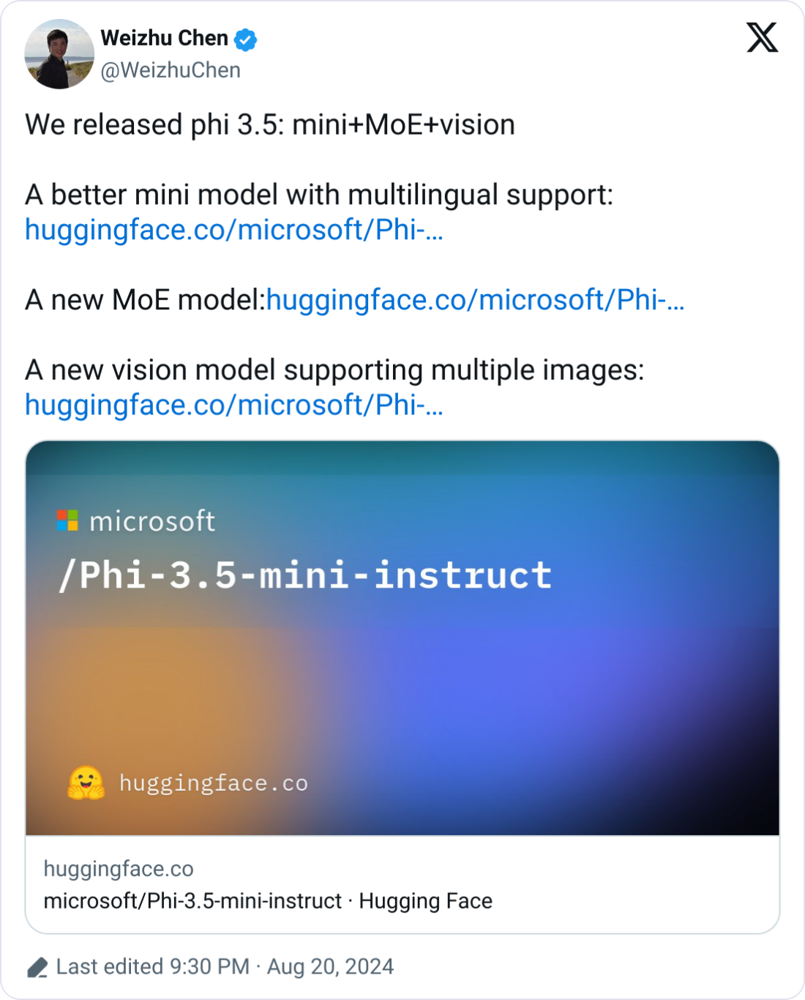 Weizhu Chen
@WeizhuChen
We released phi 3.5: mini+MoE+vision
A better mini model with multilingual support:
huggingface.co/microsoft/Phi-…
A new MoE model:huggingface.co/microsoft/Phi-…
A new vision model supporting multiple images:
huggingface.co/microsoft/Phi-…
microsoft
/Phi-3.5-mini-instruct
huggingface.co
huggingface.co
microsoft/Phi-3.5-mini-instruct · Hugging Face
Last edited 9:30 PM · Aug 20, 2024